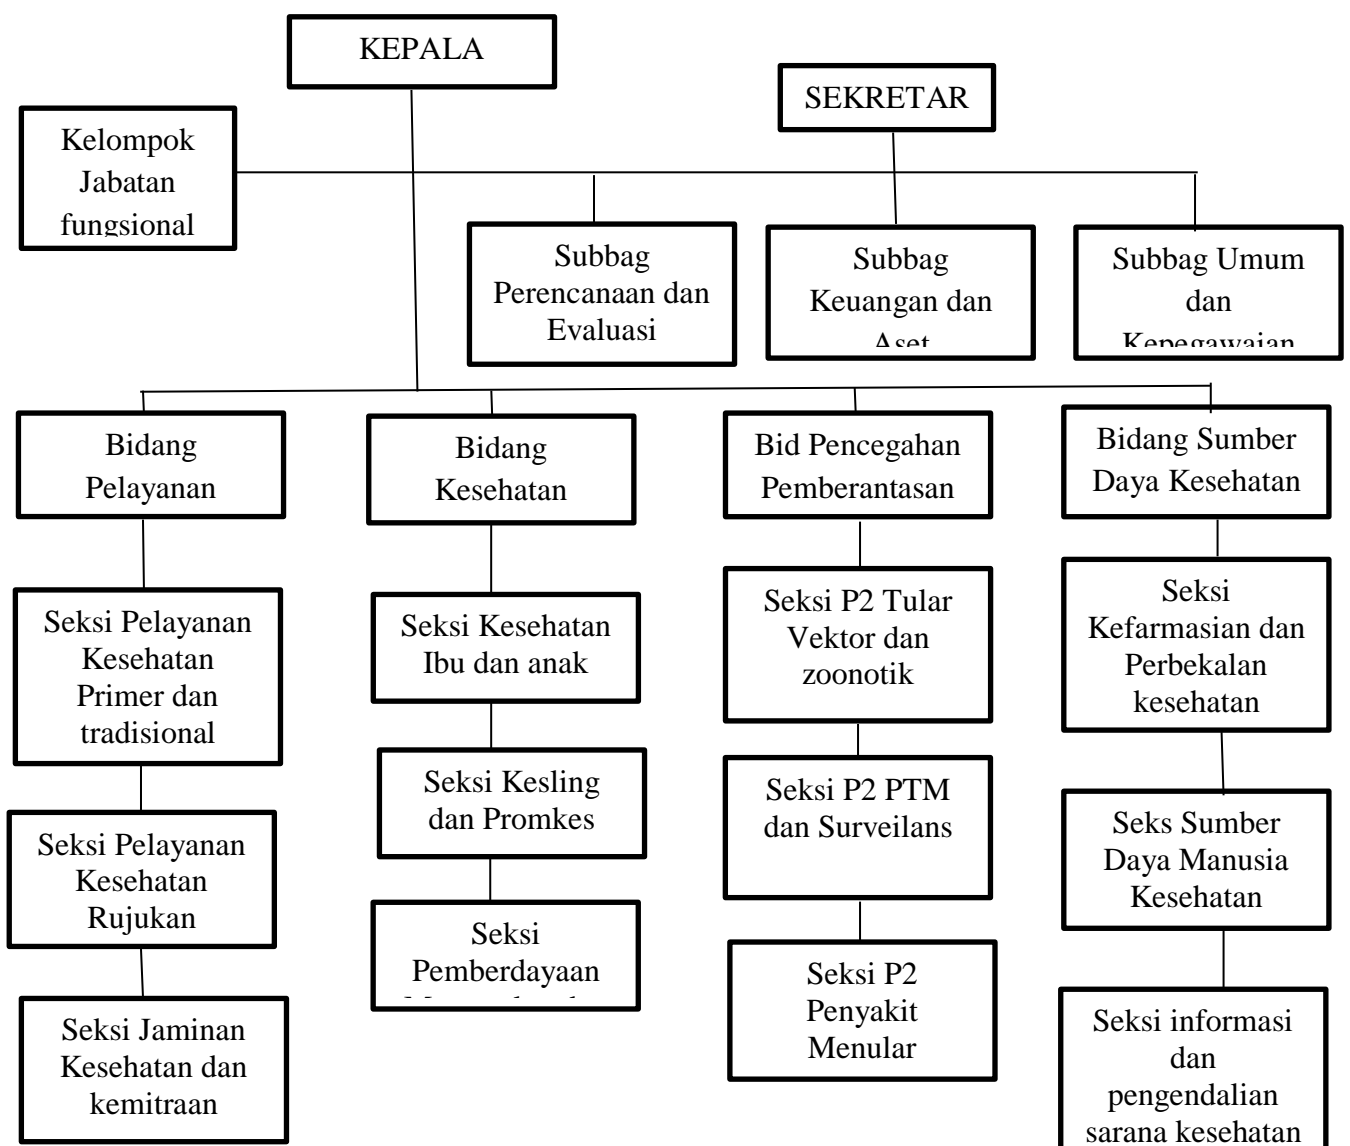 KEPALA
SEKRETAR
Kelompok
Jabatan
fungsional
Subbag
Perencanaan dan
Evaluasi
Subbag
Keuangan dan
Aset
Subbag Umum
dan
Kepegawaian
Bidang
Pelayanan
Bidang
Kesehatan
Bid Pencegahan
Pemberantasan
Bidang Sumber
Daya Kesehatan
Seksi Pelayanan
Kesehatan
Primer dan
tradisional
Seksi Kesehatan
Ibu dan anak
Seksi P2 Tular
Vektor dan
zoonotik
Seksi
Kefarmasian dan
Perbekalan
kesehatan
Seksi Pelayanan
Kesehatan
Rujukan
Seksi Kesling
dan Promkes
Seksi P2 PTM
dan Surveilans
Seks Sumber
Daya Manusia
Kesehatan
Seksi Jaminan
Kesehatan dan
kemitraan
Seksi
Pemberdayaan
Seksi P2
Penyakit
Menular
Seksi informasi
dan
pengendalian
sarana kesehatan